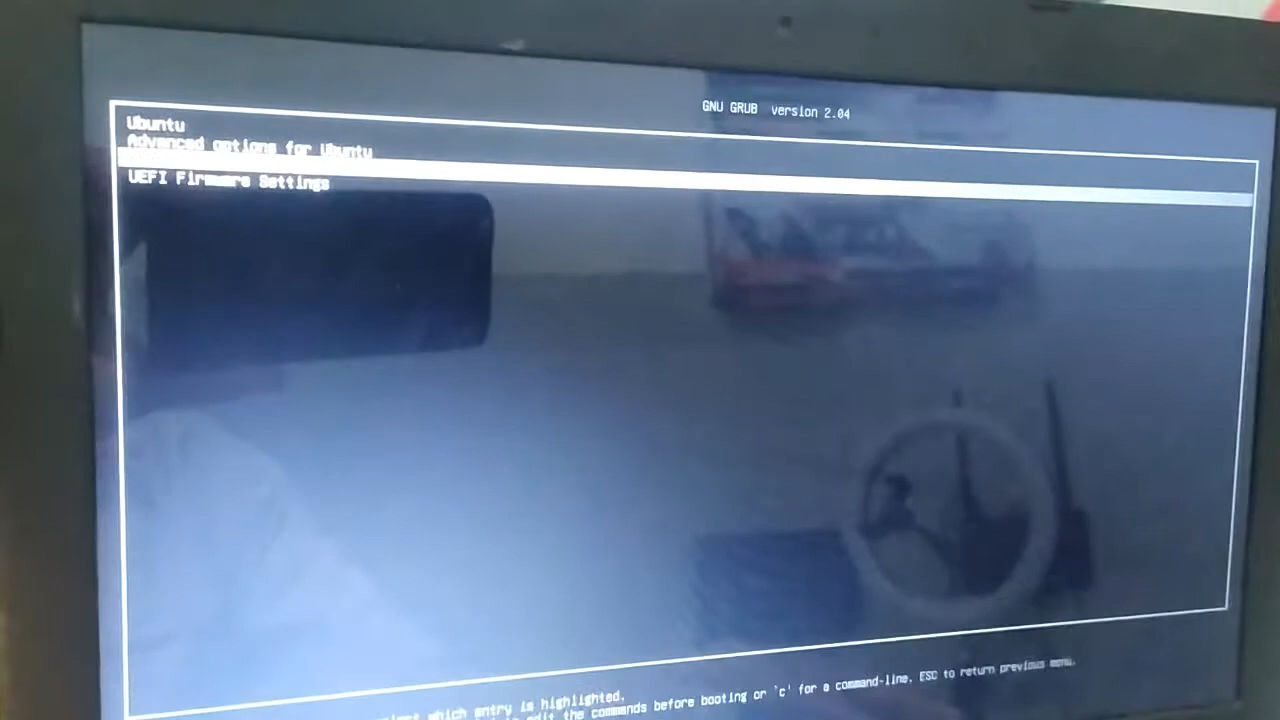 GNU GRUB version 2.04
Ubuntu
Advanced options for Ubuntu
UEFI Firmware Settings
which entry is highlighted.
edit the commands before booting or 'c' for a command-line. ESC to return previous menu.